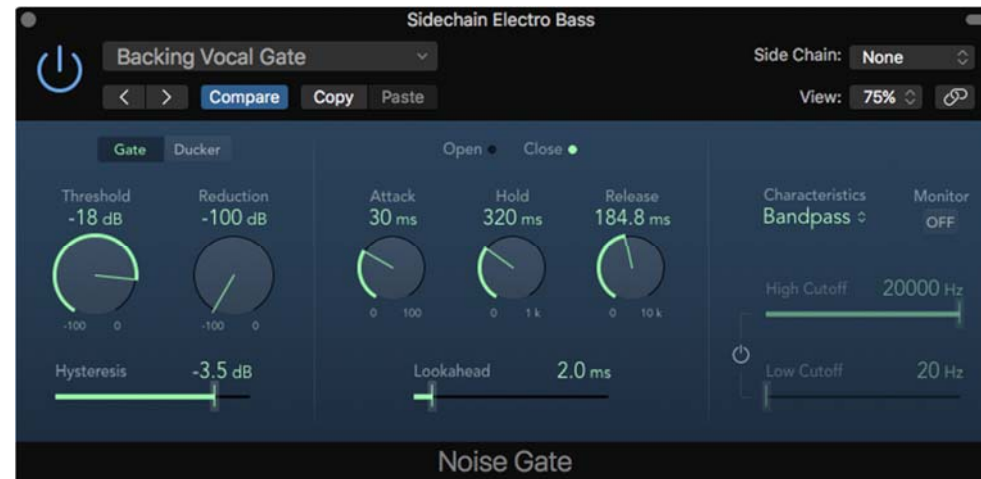 Sidechain Electro Bass
Backing Vocal Gate
Side Chain: None
Compare Copy Paste
View: 75%
Gate Ducker
Open Close
Threshold Reduction Attack Hold Release Characteristics Monitor
-18 dB -100 dB 30 ms 320 ms 184.8 ms Bandpass OFF
High Cutoff 20000 Hz
-100 0 -100 0 0 100 0 1 k 0 10 k
Hysteresis -3.5 dB Lookahead 2.0 ms Low Cutoff 20 Hz
Noise Gate